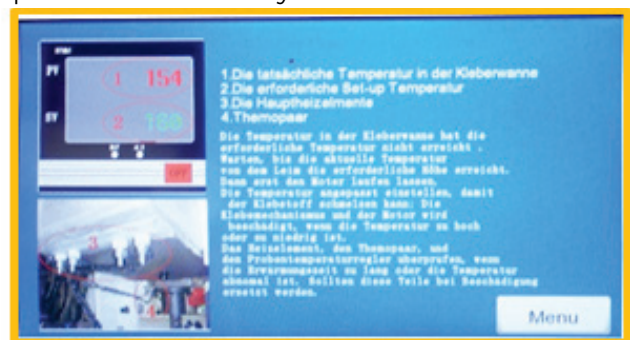 PV
1 154
SV
2
OFF
3
4
1.Die tatsächliche Temperatur in der Kleberwanne
2.Die erforderliche Set-up Temperatur
3.Die Hauptheizelmente
4.Themopaar
Die Temperatur in der Kleberwanne hat die
erforderliche Temperatur nicht erreicht .
Warten, bis die aktuelle Temperatur
von dem Leim die erforderliche Höhe erreicht.
Dann erst den Motor laufen lassen.
Die Temperatur angepasst einstellen, damit
der Klebstoff schmelzen kann; Die
Klebemechanismus und der Motor wird
beschädigt, wenn die Temperatur zu hoch
oder zu niedrig ist.
Das Heizelement, den Themopaar, und
den Probentemperaturregler uberprufen, wenn
die Erwarmungszeit zu lang oder die Temperatur
abnomal ist. Sollten diese Teile bei Beschädigung
ersetzt werden.
Menu